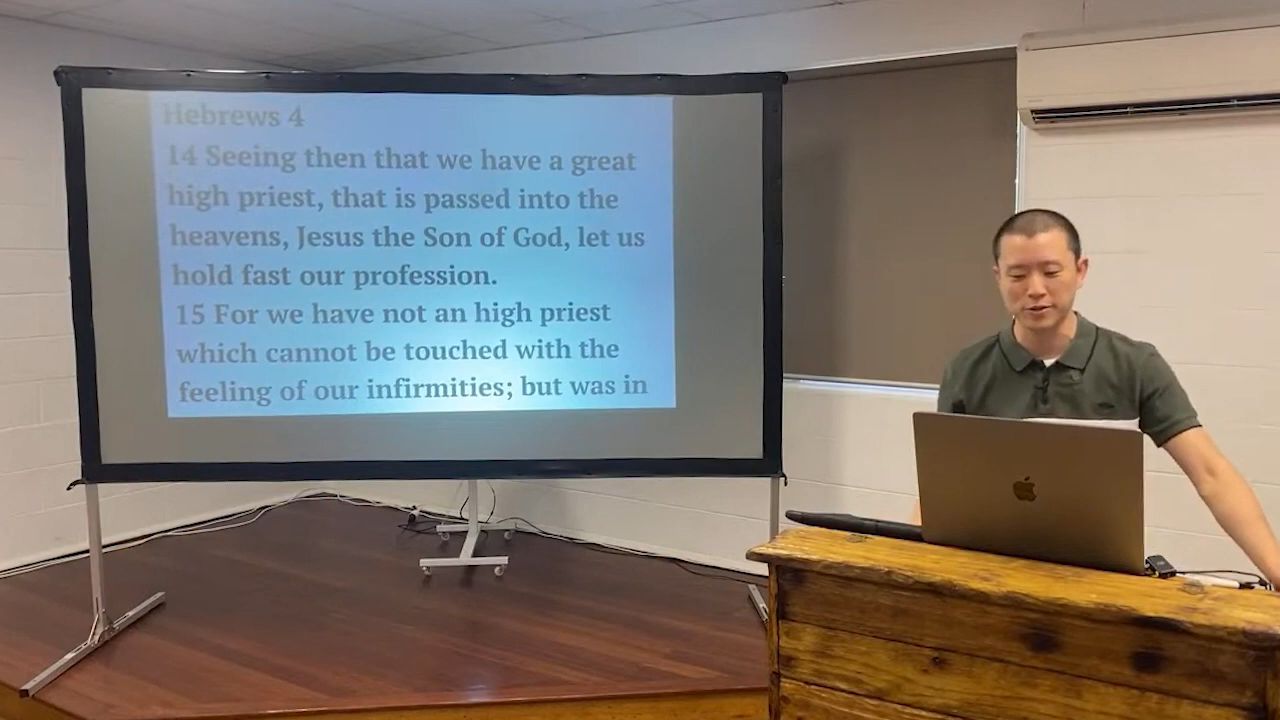 Hebrews 4
14 Seeing then that we have a great
high priest, that is passed into the
heavens, Jesus the Son of God, let us
hold fast our profession.
15 For we have not an high priest
which cannot be touched with the
feeling of our infirmities; but was in